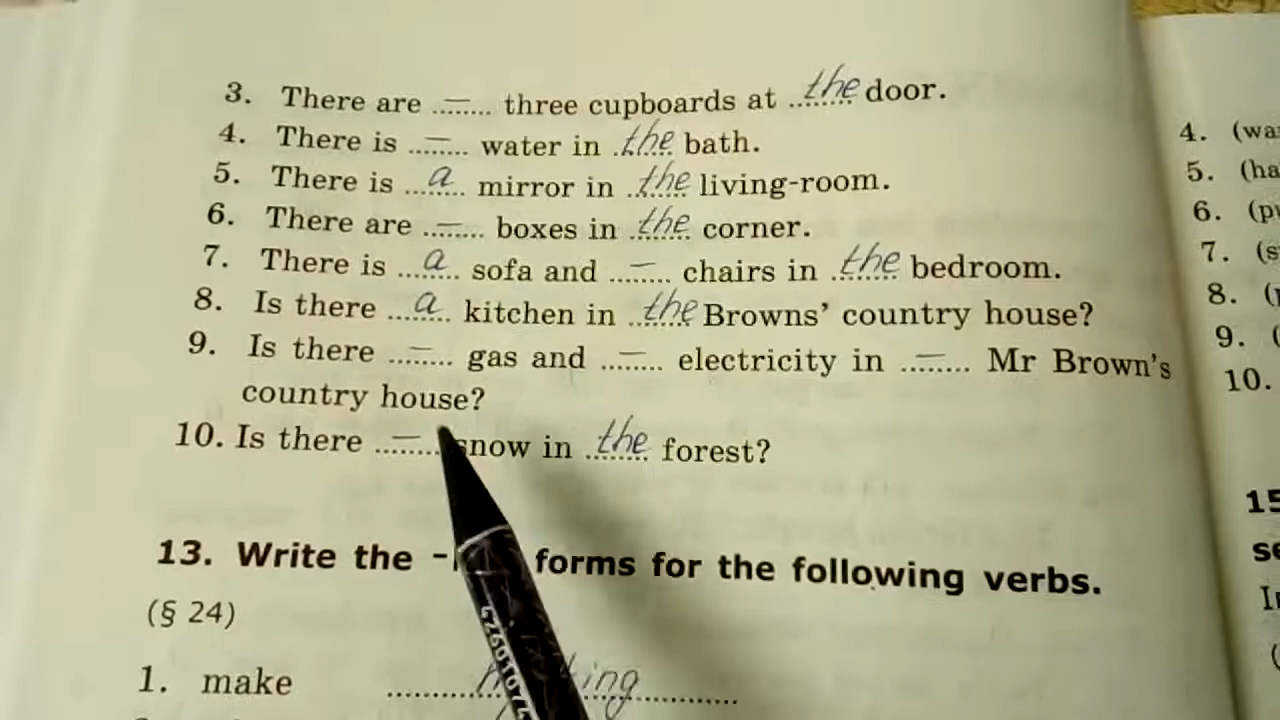 3. There are ...—... three cupboards at ...the... door.
4. There is ...—... water in ...the... bath.
5. There is ...a... mirror in ...the... living-room.
6. There are ...—... boxes in ...the... corner.
7. There is ...a... sofa and ...—... chairs in ...the... bedroom.
8. Is there ...a... kitchen in ...the... Browns' country house?
9. Is there ...—... gas and ...—... electricity in ...—... Mr Brown's
country house?
10. Is there ...—... snow in ...the... forest?
13. Write the forms for the following verbs.
(§ 24)
1. make
4. (wa
5. (ha
6.
7. (s
8. (
9. (
10.
15
se